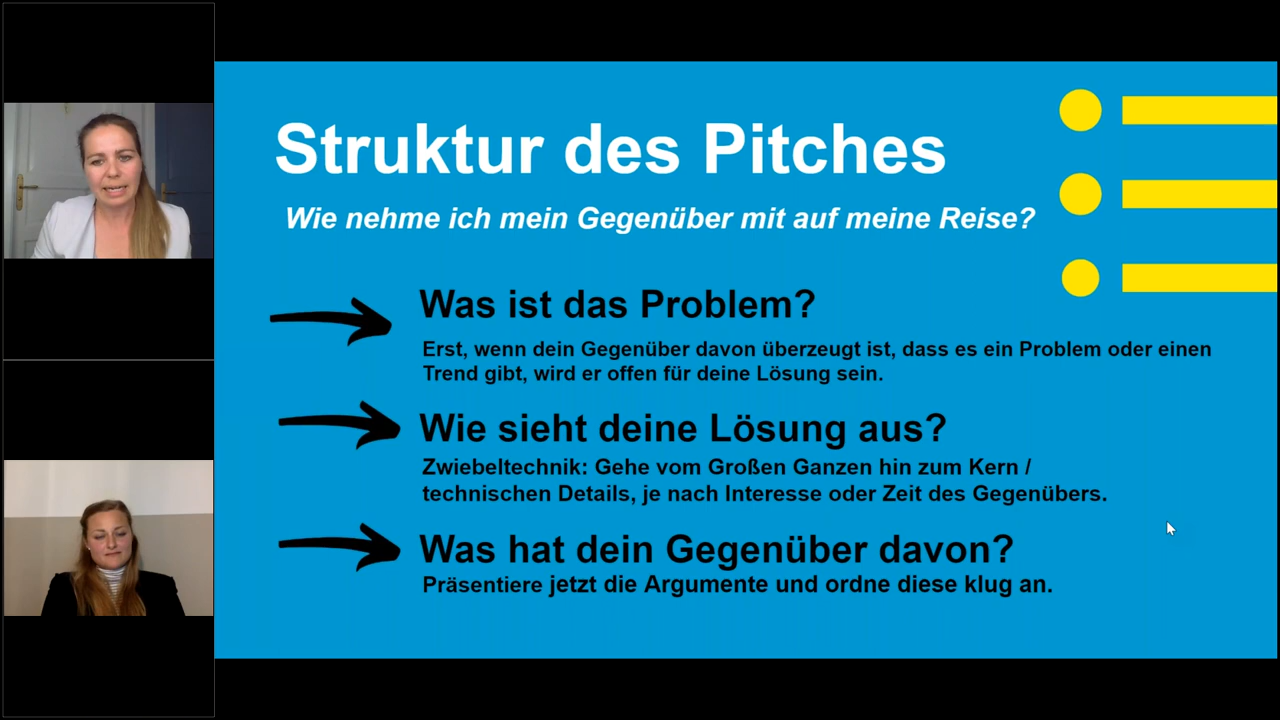 Struktur des Pitches
Wie nehme ich mein Gegenüber mit auf meine Reise?
Was ist das Problem?
Erst, wenn dein Gegenüber davon überzeugt ist, dass es ein Problem oder einen
Trend gibt, wird er offen für deine Lösung sein.
Wie sieht deine Lösung aus?
Zwiebeltechnik: Gehe vom Großen Ganzen hin zum Kern /
technischen Details, je nach Interesse oder Zeit des Gegenübers.
Was hat dein Gegenüber davon?
Präsentiere jetzt die Argumente und ordne diese klug an.